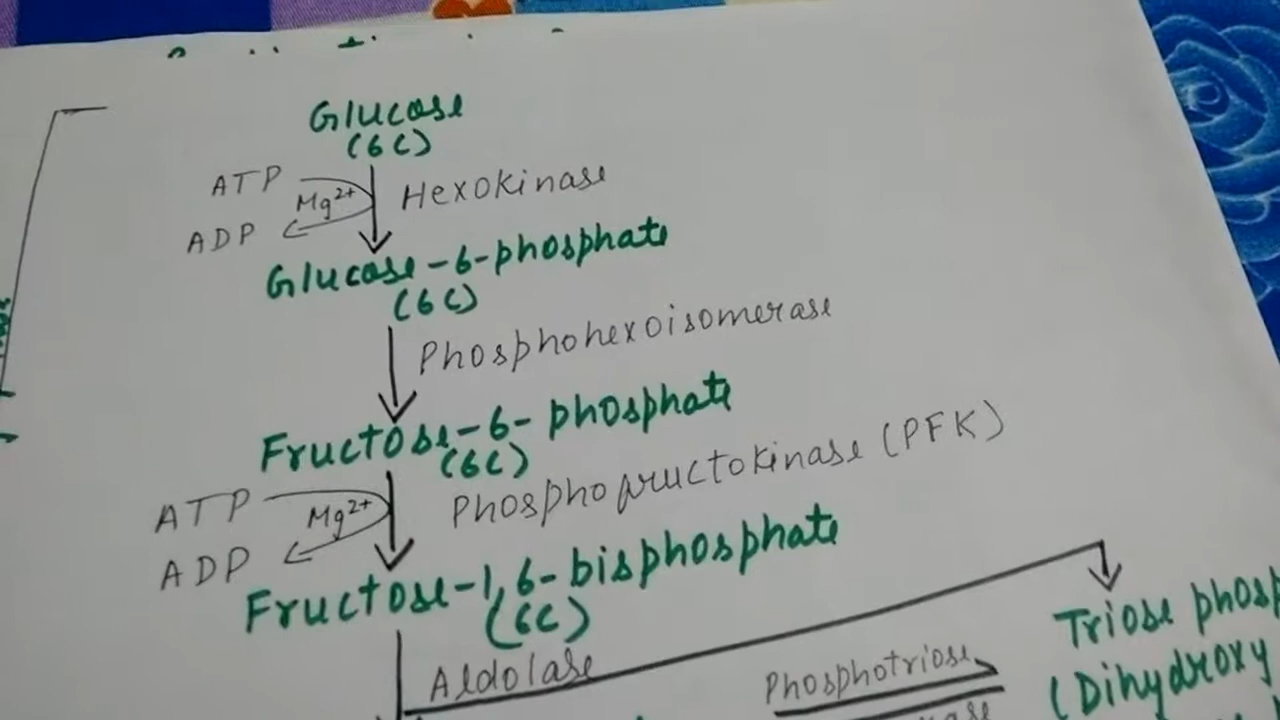 Glucose
(6C)
ATP
Mg²⁺
Hexokinase
ADP
Glucose-6-phosphate
(6C)
Phosphohexoisomerase
Fructose-6-phosphate
(6C)
ATP
Mg²⁺
Phosphofructokinase (PFK)
ADP
Fructose-1,6-bisphosphate
(6C)
Aldolase
Phosphotriose
Triose phosp
(Dihydroxy